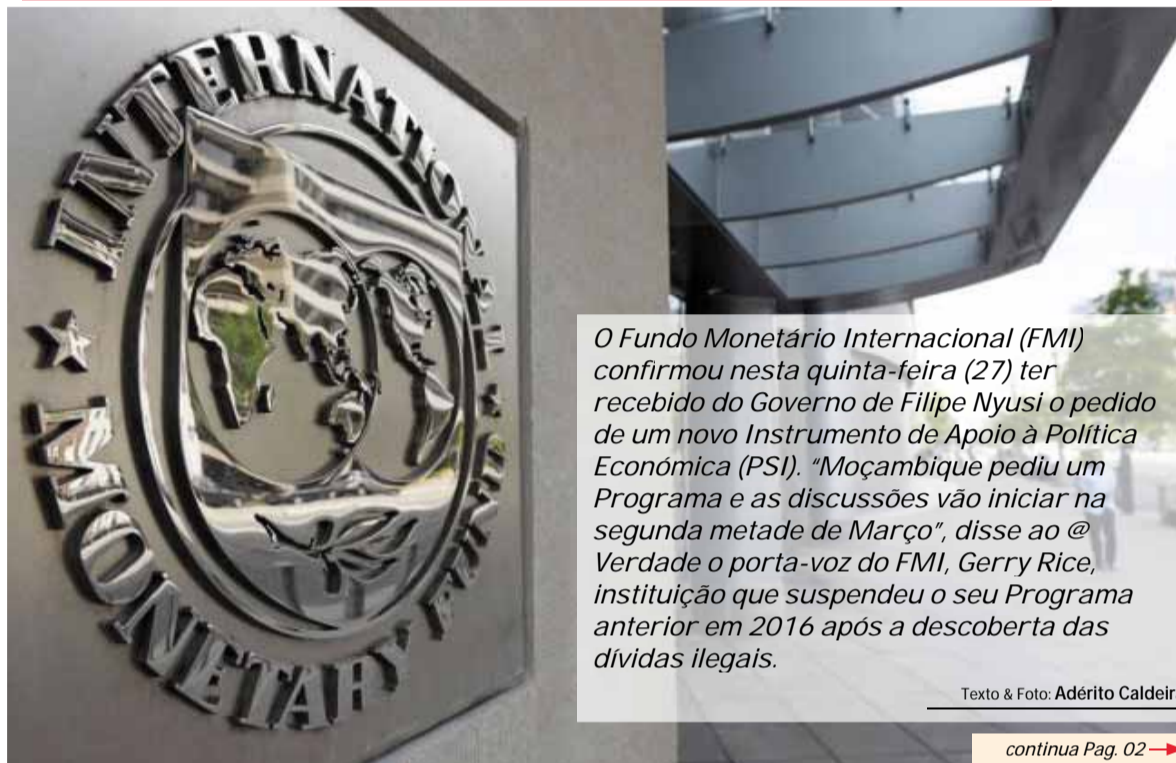 INTERNATIONAL
MONETARY FUND
O Fundo Monetário Internacional (FMI)
confirmou nesta quinta-feira (27) ter
recebido do Governo de Filipe Nyusi o pedido
de um novo Instrumento de Apoio à Política
Económica (PSI). “Moçambique pediu um
Programa e as discussões vão iniciar na
segunda metade de Março”, disse ao @
Verdade o porta-voz do FMI, Gerry Rice,
instituição que suspendeu o seu Programa
anterior em 2016 após a descoberta das
dívidas ilegais.
Texto & Foto: Adérito Caldeir
continua Pag. 02